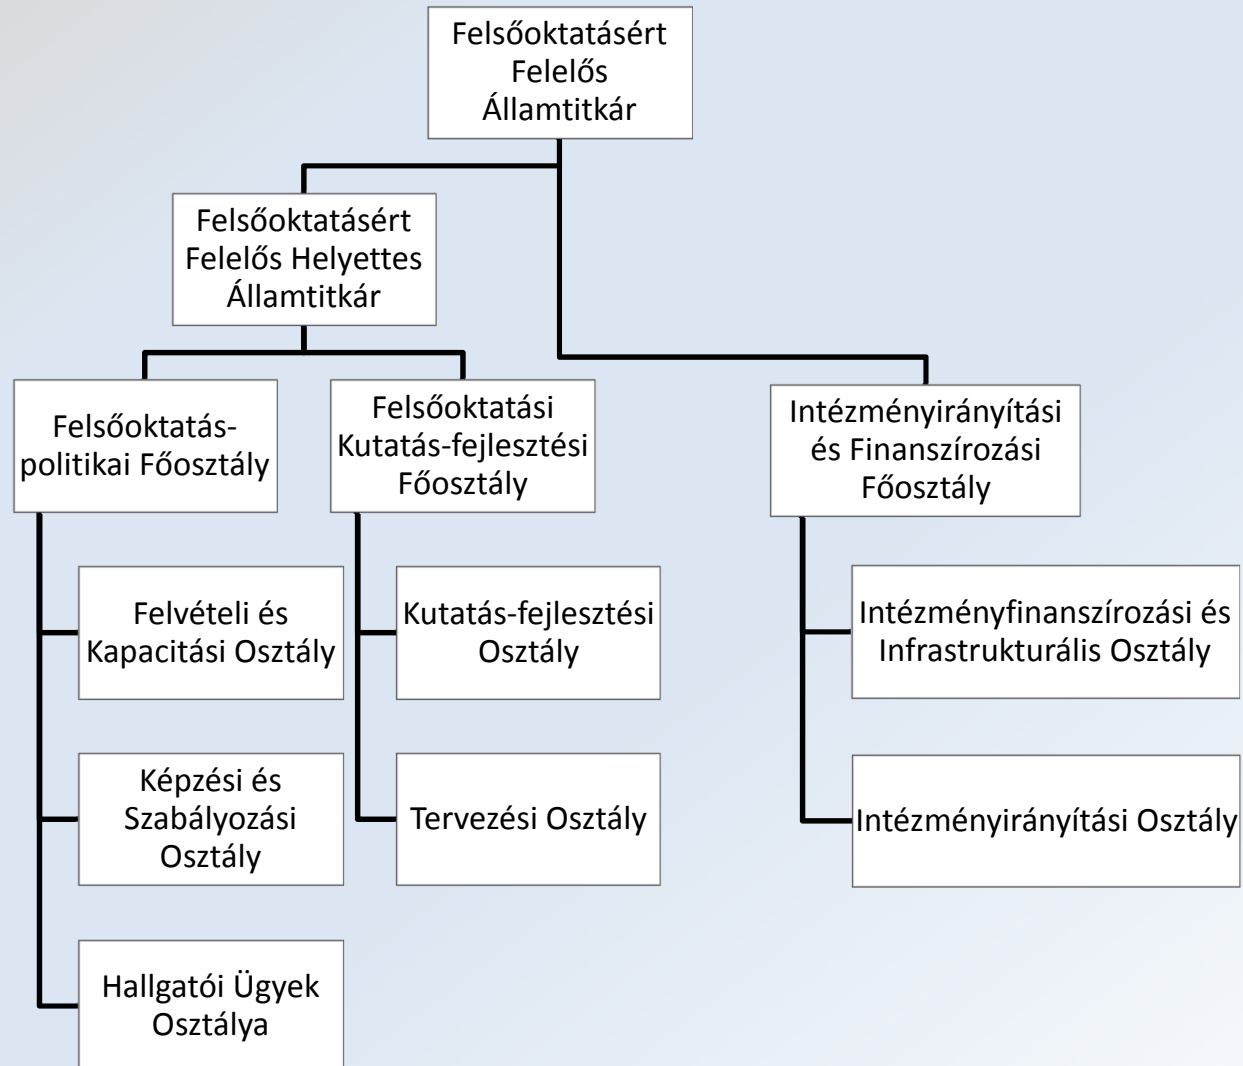 Felsőoktatásért
Felelős
Államtitkár
Felsőoktatásért
Felelős Helyettes
Államtitkár
Felsőoktatás-
politikai Főosztály
Felsőoktatási
Kutatás-fejlesztési
Főosztály
Intézményirányítási
és Finanszírozási
Főosztály
Felvételi és
Kapacitási Osztály
Kutatás-fejlesztési
Osztály
Intézményfinanszírozási és
Infrastrukturális Osztály
Képzési és
Szabályozási
Osztály
Tervezési Osztály
Intézményirányítási Osztály
Hallgatói Ügyek
Osztálya